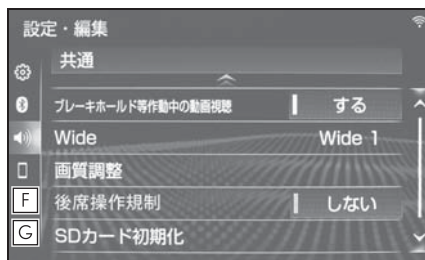 設定・編集
共通
ブレーキホールド等作動中の動画視聴 する
Wide Wide 1
画質調整
F 後席操作規制 しない
G SDカード初期化